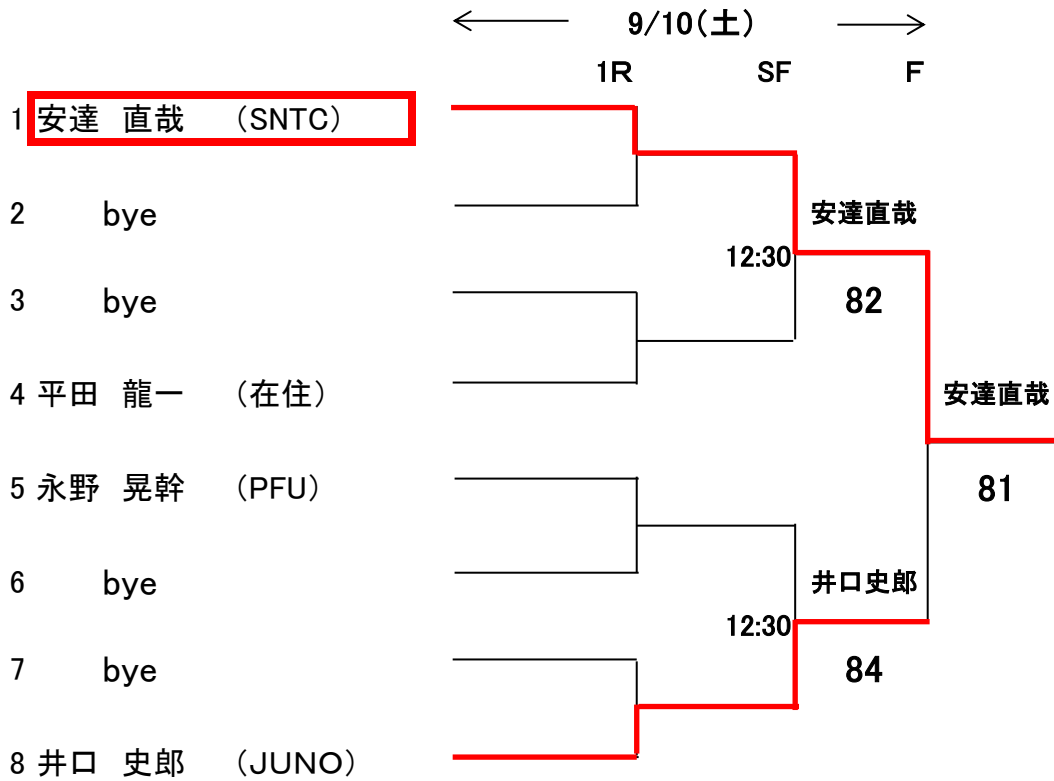 9/10(土)
1R SF F
1 安達 直哉 (SNTC)
2 bye
安達直哉
12:30
3 bye
82
4 平田 龍一 (在住)
安達直哉
5 永野 晃幹 (PFU)
81
6 bye
井口史郎
12:30
7 bye
84
8 井口 史郎 (JUNO)